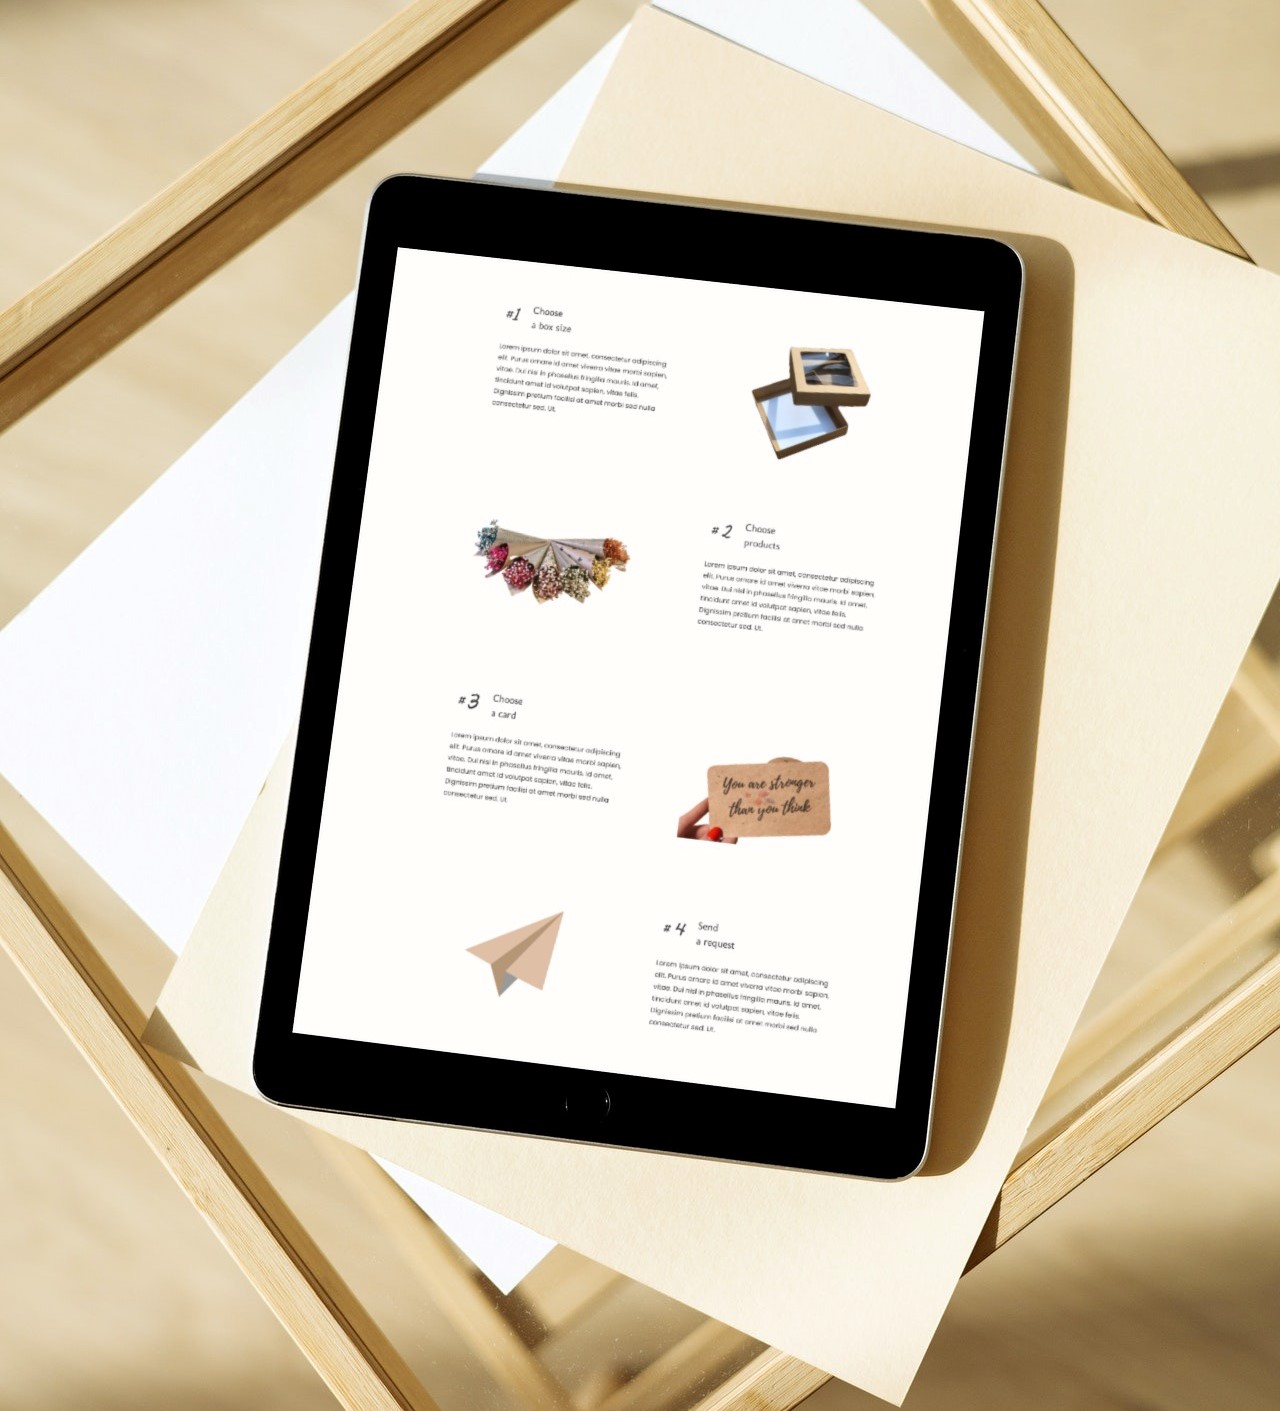 #1 Choose
a box size
Lorem ipsum dolor sit amet, consectetur adipiscing
elit. Purus ornare id amet viverra vitae morbi sapien,
vitae. Dui nisl in phasellus fringilla mauris. Id amet,
tincidunt amet id volutpat sapien, vitae felis.
Dignissim pretium facilisi at amet morbi sed nulla
consectetur sed. Ut.
#2 Choose
products
Lorem ipsum dolor sit amet, consectetur adipiscing
elit. Purus ornare id amet viverra vitae morbi sapien,
vitae. Dui nisl in phasellus fringilla mauris. Id amet,
tincidunt amet id volutpat sapien, vitae felis.
Dignissim pretium facilisi at amet morbi sed nulla
consectetur sed. Ut.
#3 Choose
a card
Lorem ipsum dolor sit amet, consectetur adipiscing
elit. Purus ornare id amet viverra vitae morbi sapien,
vitae. Dui nisl in phasellus fringilla mauris. Id amet,
tincidunt amet id volutpat sapien, vitae felis.
Dignissim pretium facilisi at amet morbi sed nulla
consectetur sed. Ut.
You are stronger
than you think
#4 Send
a request
Lorem ipsum dolor sit amet, consectetur adipiscing
elit. Purus ornare id amet viverra vitae morbi sapien,
vitae. Dui nisl in phasellus fringilla mauris. Id amet,
tincidunt amet id volutpat sapien, vitae felis.
Dignissim pretium facilisi at amet morbi sed nulla
consectetur sed. Ut.